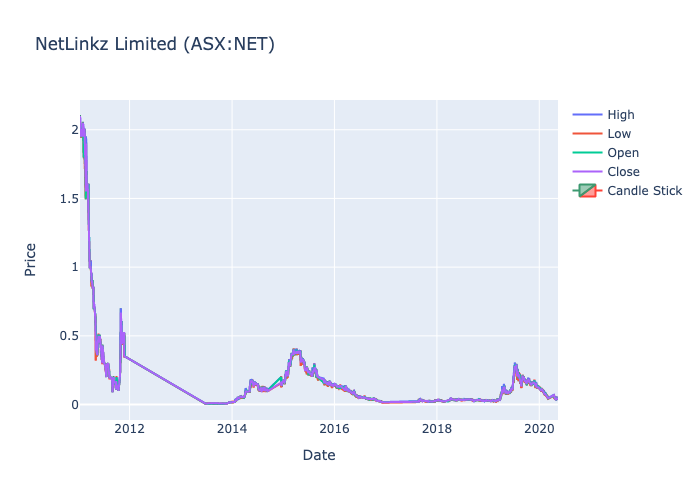 NetLinkz Limited (ASX:NET)
High
Low
Open
Close
Candle Stick
2
1.5
1
0.5
0
Price
2012 2014 2016 2018 2020
Date